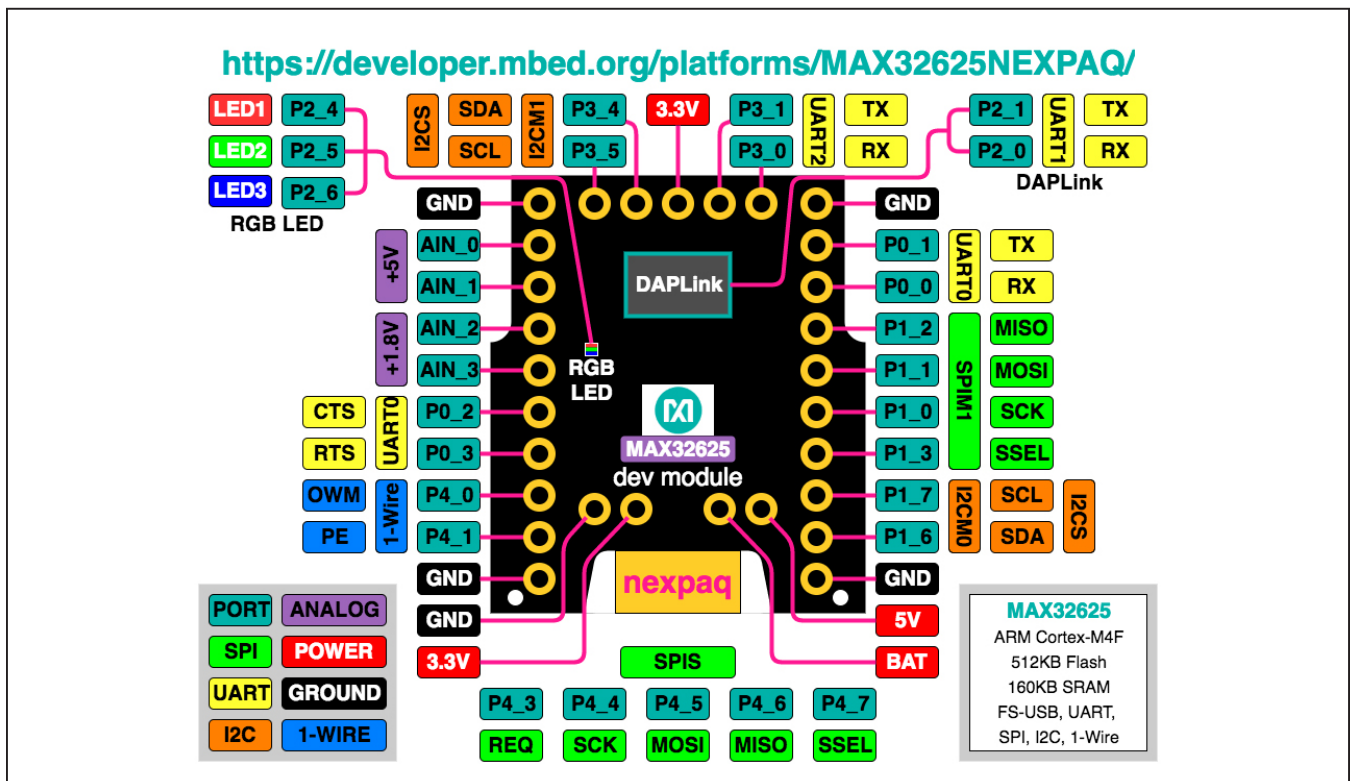 https://developer.mbed.org/platforms/MAX32625NEXPAQ/
LED1 P2_4
LED2 P2_5
LED3 P2_6
RGB LED
I2CS
SDA
SCL
I2CM1
P3_4
P3_5
3.3V
P3_1
P3_0
UART2
TX
RX
P2_1
P2_0
UART1
TX
RX
DAPLink
GND
+5V
AIN_0
AIN_1
+1.8V
AIN_2
AIN_3
CTS
RTS
UART0
P0_2
P0_3
OWM
PE
1-Wire
P4_0
P4_1
GND
GND
3.3V
DAPLink
RGB
LED
MAX32625
dev module
nexpaq
GND
P0_1
P0_0
UART0
TX
RX
P1_2
P1_1
P1_0
P1_3
SPIM1
MISO
MOSI
SCK
SSEL
P1_7
P1_6
I2CM0
SCL
SDA
I2CS
GND
5V
BAT
SPIS
P4_3 P4_4 P4_5 P4_6 P4_7
REQ SCK MOSI MISO SSEL
PORT ANALOG
SPI POWER
UART GROUND
I2C 1-WIRE
MAX32625
ARM Cortex-M4F
512KB Flash
160KB SRAM
FS-USB, UART,
SPI, I2C, 1-Wire